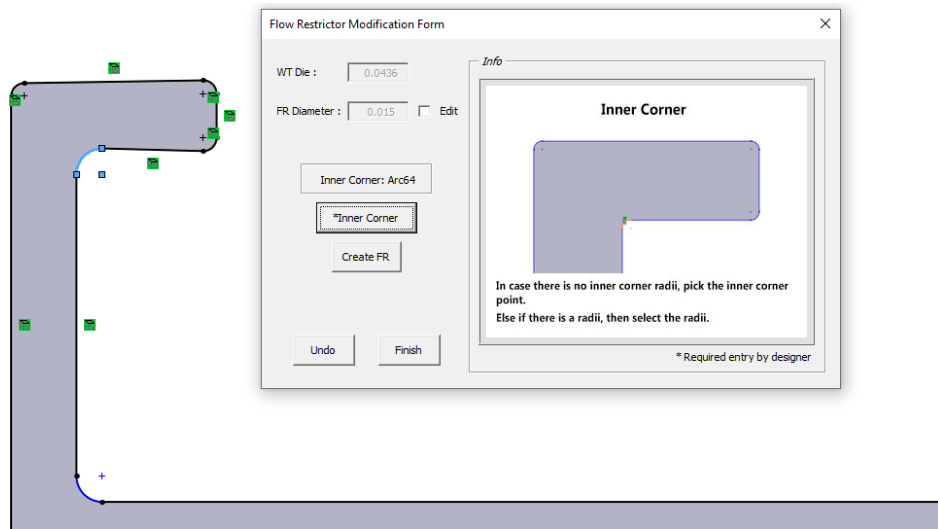 Flow Restrictor Modification Form
WT Die :
0.0436
FR Diameter :
0.015
Edit
Inner Corner: Arc64
*Inner Corner
Create FR
Undo
Finish
Info
Inner Corner
In case there is no inner corner radii, pick the inner corner
point.
Else if there is a radii, then select the radii.
* Required entry by designer